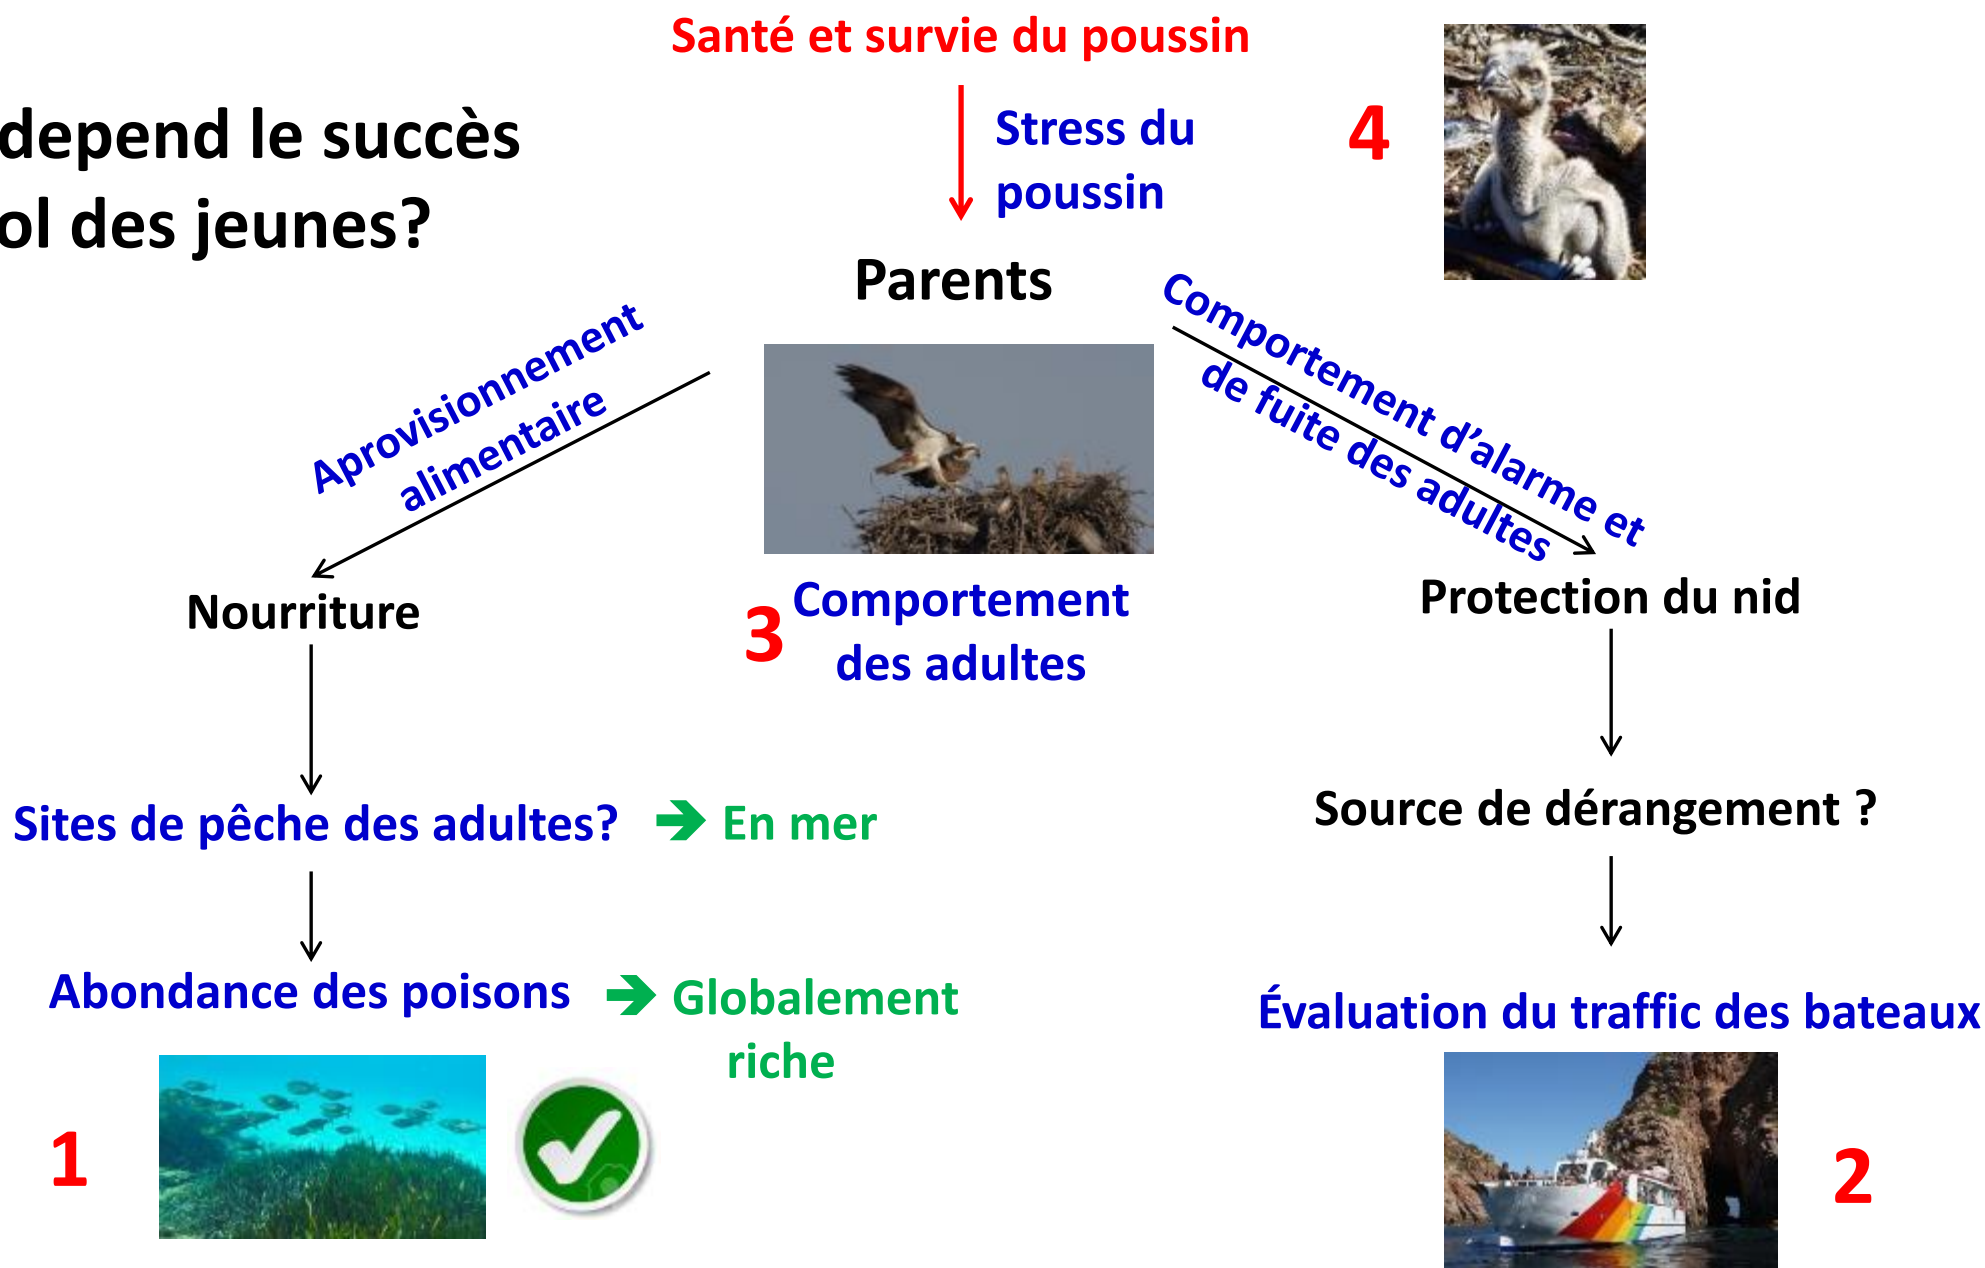 Santé et survie du poussin
depend le succès
ol des jeunes?
Stress du
poussin
4
Parents
Aprovisionnement
alimentaire
Comportement d'alarme et
de fuite des adultes
Nourriture
3
Comportement
des adultes
Protection du nid
Sites de pêche des adultes? ➔ En mer
Source de dérangement ?
Abondance des poisons ➔ Globalement
riche
Évaluation du traffic des bateaux
1
2